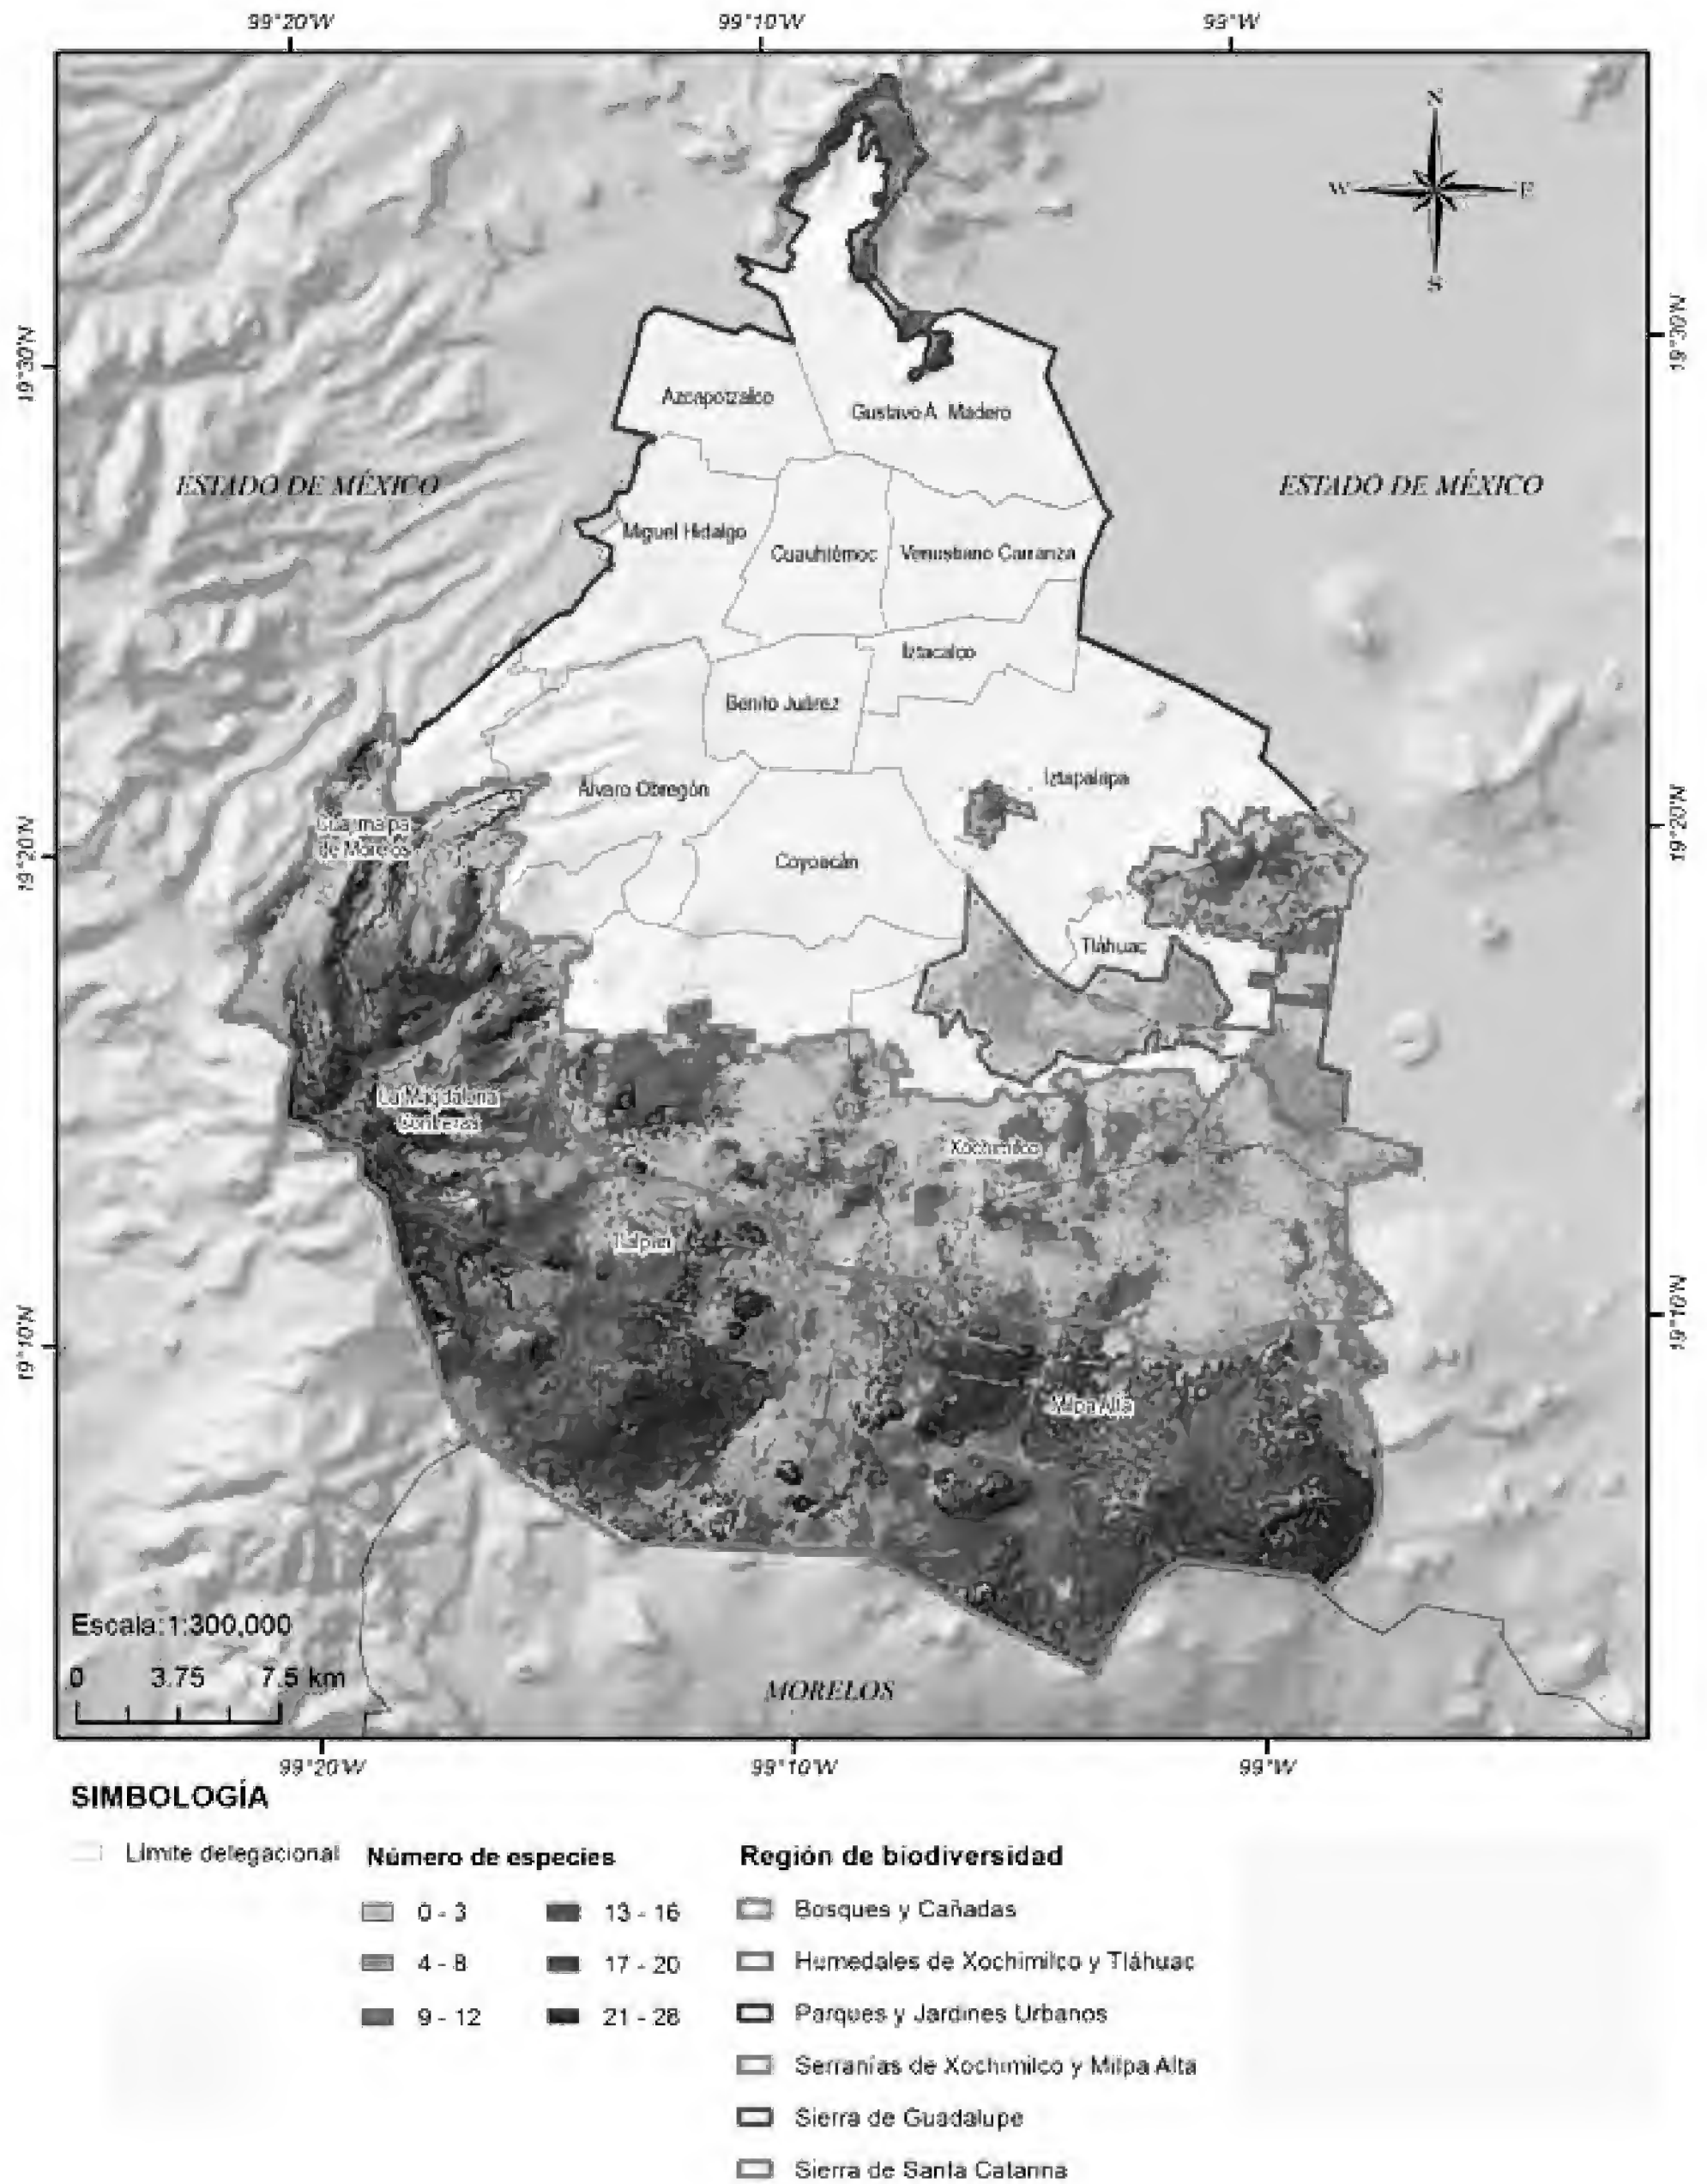 99°20'W 99°10'W 99°W
N
W E
S
19°30'N 19°30'N
Azcapotzalco
Gustavo A. Madero
ESTADO DE MÉXICO ESTADO DE MÉXICO
Miguel Hidalgo
Cuauhtémoc Venustiano Carranza
Iztacalco
Benito Juárez
Iztapalapa
Álvaro Obregón
19°20'N 19°20'N
Cuajimalpa
de Morelos
Coyoacán
Tláhuac
La Magdalena
Contreras
Xochimilco
Tlalpan
19°10'N 19°10'N
Milpa Alta
Escala:1:300,000
0 3.75 7.5 km
MORELOS
99°20'W 99°10'W 99°W
SIMBOLOGÍA
Límite delegacional
Número de especies
0 - 3
4 - 8
9 - 12
13 - 16
17 - 20
21 - 28
Región de biodiversidad
Bosques y Cañadas
Humedales de Xochimilco y Tláhuac
Parques y Jardines Urbanos
Serranías de Xochimilco y Milpa Alta
Sierra de Guadalupe
Sierra de Santa Catarina